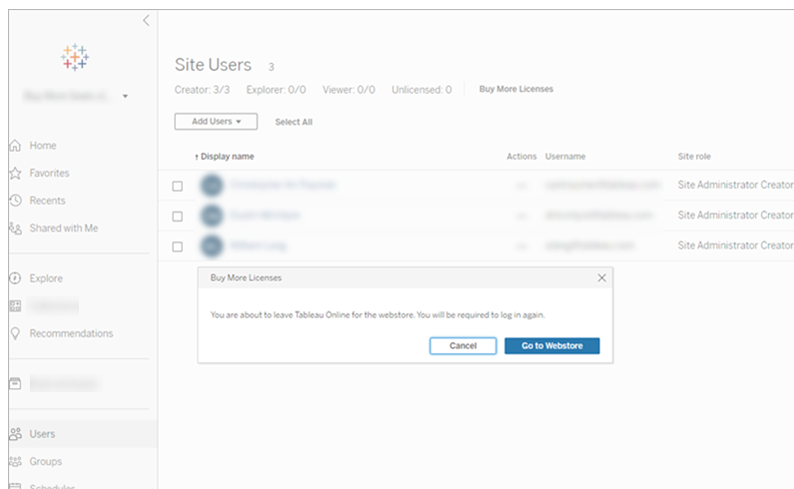 Site Users 3
Creator: 3/3 Explorer: 0/0 Viewer: 0/0 Unlicensed: 0 Buy More Licenses
Add Users Select All
Home
Favorites
Recents
Shared with Me
Explore
Recommendations
Users
Groups
Schedules
↑ Display name Actions Username Site role
Site Administrator Creator
Site Administrator Creator
Site Administrator Creator
Buy More Licenses
You are about to leave Tableau Online for the webstore. You will be required to log in again.
Cancel Go to Webstore